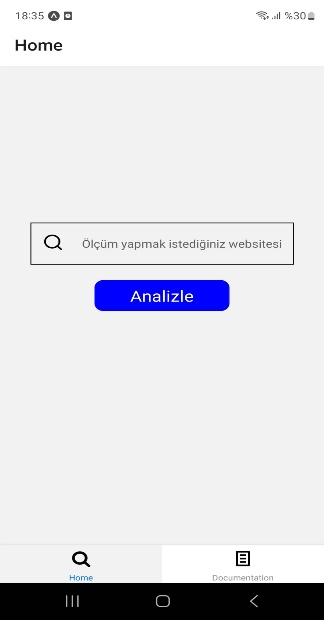 18:35 %30
Home
Ölçüm yapmak istediğiniz websitesi
Analizle
Home
Documentation